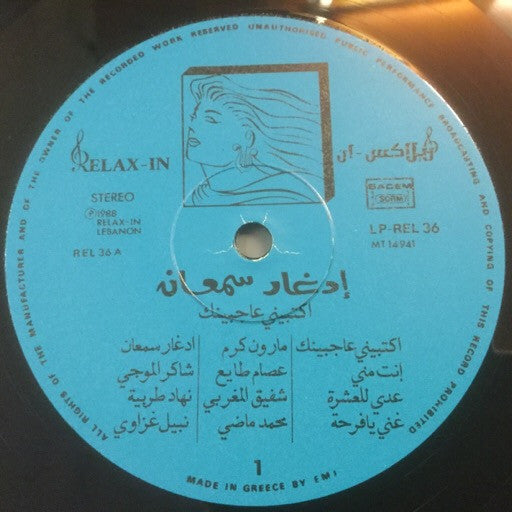 ALL RIGHTS OF THE MANUFACTURER AND OF THE OWNER OF THE RECORDED WORK RESERVED UNAUTHORISED PUBLIC PERFORMANCE BROADCASTING AND COPYING OF THIS RECORD PROHIBITED
RELAX-IN
ريلاكس-إن
STEREO
℗1988
RELAX-IN
LEBANON
REL 36 A
SACEM
SDRM
LP-REL 36
MT 14941
إدغار سمعان
اكتبيني عاجبينك
اكتبيني عاجبينك مارون كرم ادغار سمعان
إنت مني عصام طايع شاكر الموجي
عدي للعشرة شفيق المغربي نهاد طربية
غني يا فرحة محمد ماضي نبيل غزاوي
1
MADE IN GREECE BY EMI